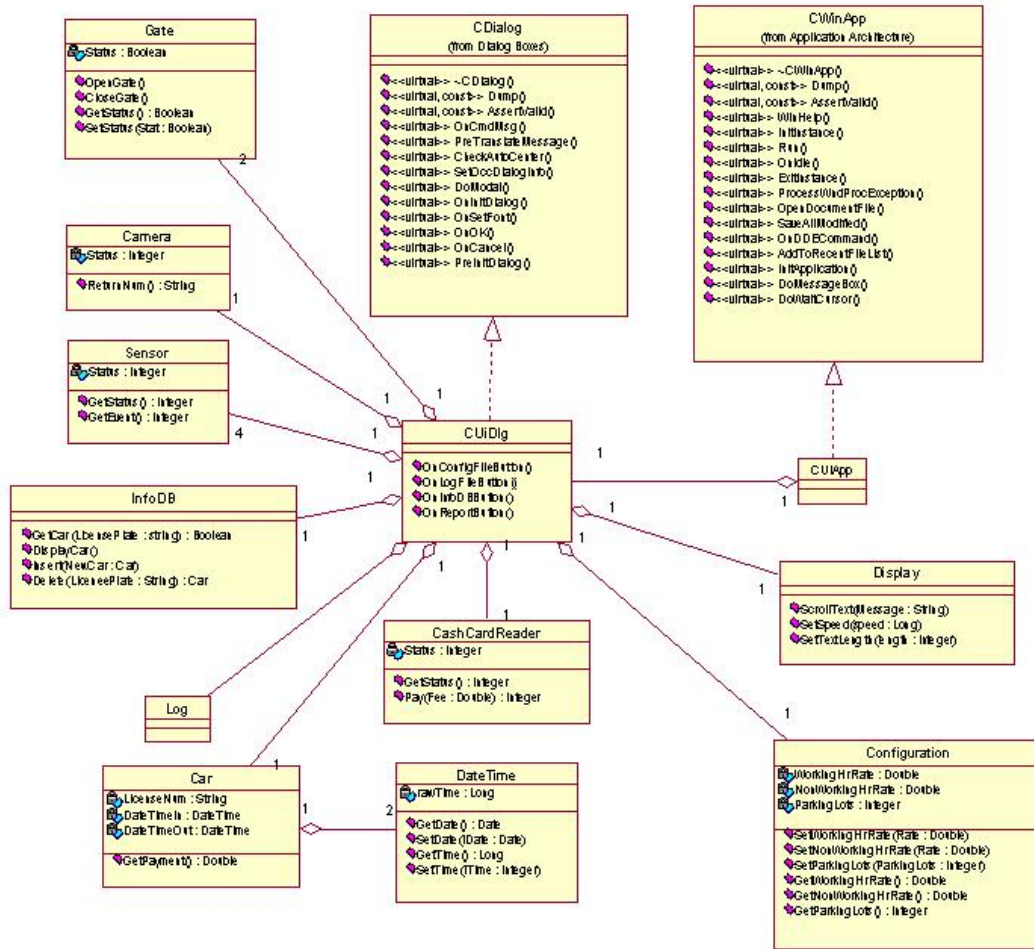 Gate
Status : Boolean
OpenGate()
CloseGate()
GetStatus() : Boolean
SetStatus(Stat : Boolean)
2
Camera
Status : Integer
ReturnNum() : String
1
Sensor
Status : Integer
GetStatus() : Integer
GetEvent() : Integer
4
InfoDB
GetCar(LicensePlate : string) : Boolean
DisplayCar()
Insert(NewCar : Car)
Delete(LicensePlate : String) : Car
1
CDialog
(from Dialog Boxes)
<<virtual>> ~CDialog()
<<virtual, const>> Dump()
<<virtual, const>> AssertValid()
<<virtual>> OnCmdMsg()
<<virtual>> PreTranslateMessage()
<<virtual>> CheckAutoCenter()
<<virtual>> SetOccDialogInfo()
<<virtual>> DoModal()
<<virtual>> OnInitDialog()
<<virtual>> OnSetFont()
<<virtual>> OnOK()
<<virtual>> OnCancel()
<<virtual>> PreInitDialog()
CWinApp
(from Application Architecture)
<<virtual>> ~CWinApp()
<<virtual, const>> Dump()
<<virtual, const>> AssertValid()
<<virtual>> WinHelp()
<<virtual>> InitInstance()
<<virtual>> Run()
<<virtual>> OnIdle()
<<virtual>> ExitInstance()
<<virtual>> ProcessWndProcException()
<<virtual>> OpenDocumentFile()
<<virtual>> SaveAllModified()
<<virtual>> OnDDECommand()
<<virtual>> AddToRecentFileList()
<<virtual>> InitApplication()
<<virtual>> DoMessageBox()
<<virtual>> DoWaitCursor()
1
1
1
1
CUiDlg
OnConfigFileButton()
OnLogFileButton()
OnInfoDBButton()
OnReportButton()
1
1
CUIApp
1
1
1
1
1
Display
ScrollText(Message : String)
SetSpeed(speed : Long)
SetTextLength(length : Integer)
1
CashCardReader
Status : Integer
GetStatus() : Integer
Pay(Fee : Double) : Integer
Log
1
Car
LicenseNum : String
DateTimeIn : DateTime
DateTimeOut : DateTime
GetPayment() : Double
1
2
DateTime
rawTime : Long
GetDate() : Date
SetDate(lDate : Date)
GetTime() : Long
SetTime(lTime : Integer)
1
Configuration
WorkingHrRate : Double
NonWorkingHrRate : Double
ParkingLots : Integer
SetWorkingHrRate(Rate : Double)
SetNonWorkingHrRate(Rate : Double)
SetParkingLots(ParkingLots : Integer)
GetWorkingHrRate() : Double
GetNonWorkingHrRate() : Double
GetParkingLots() : Integer